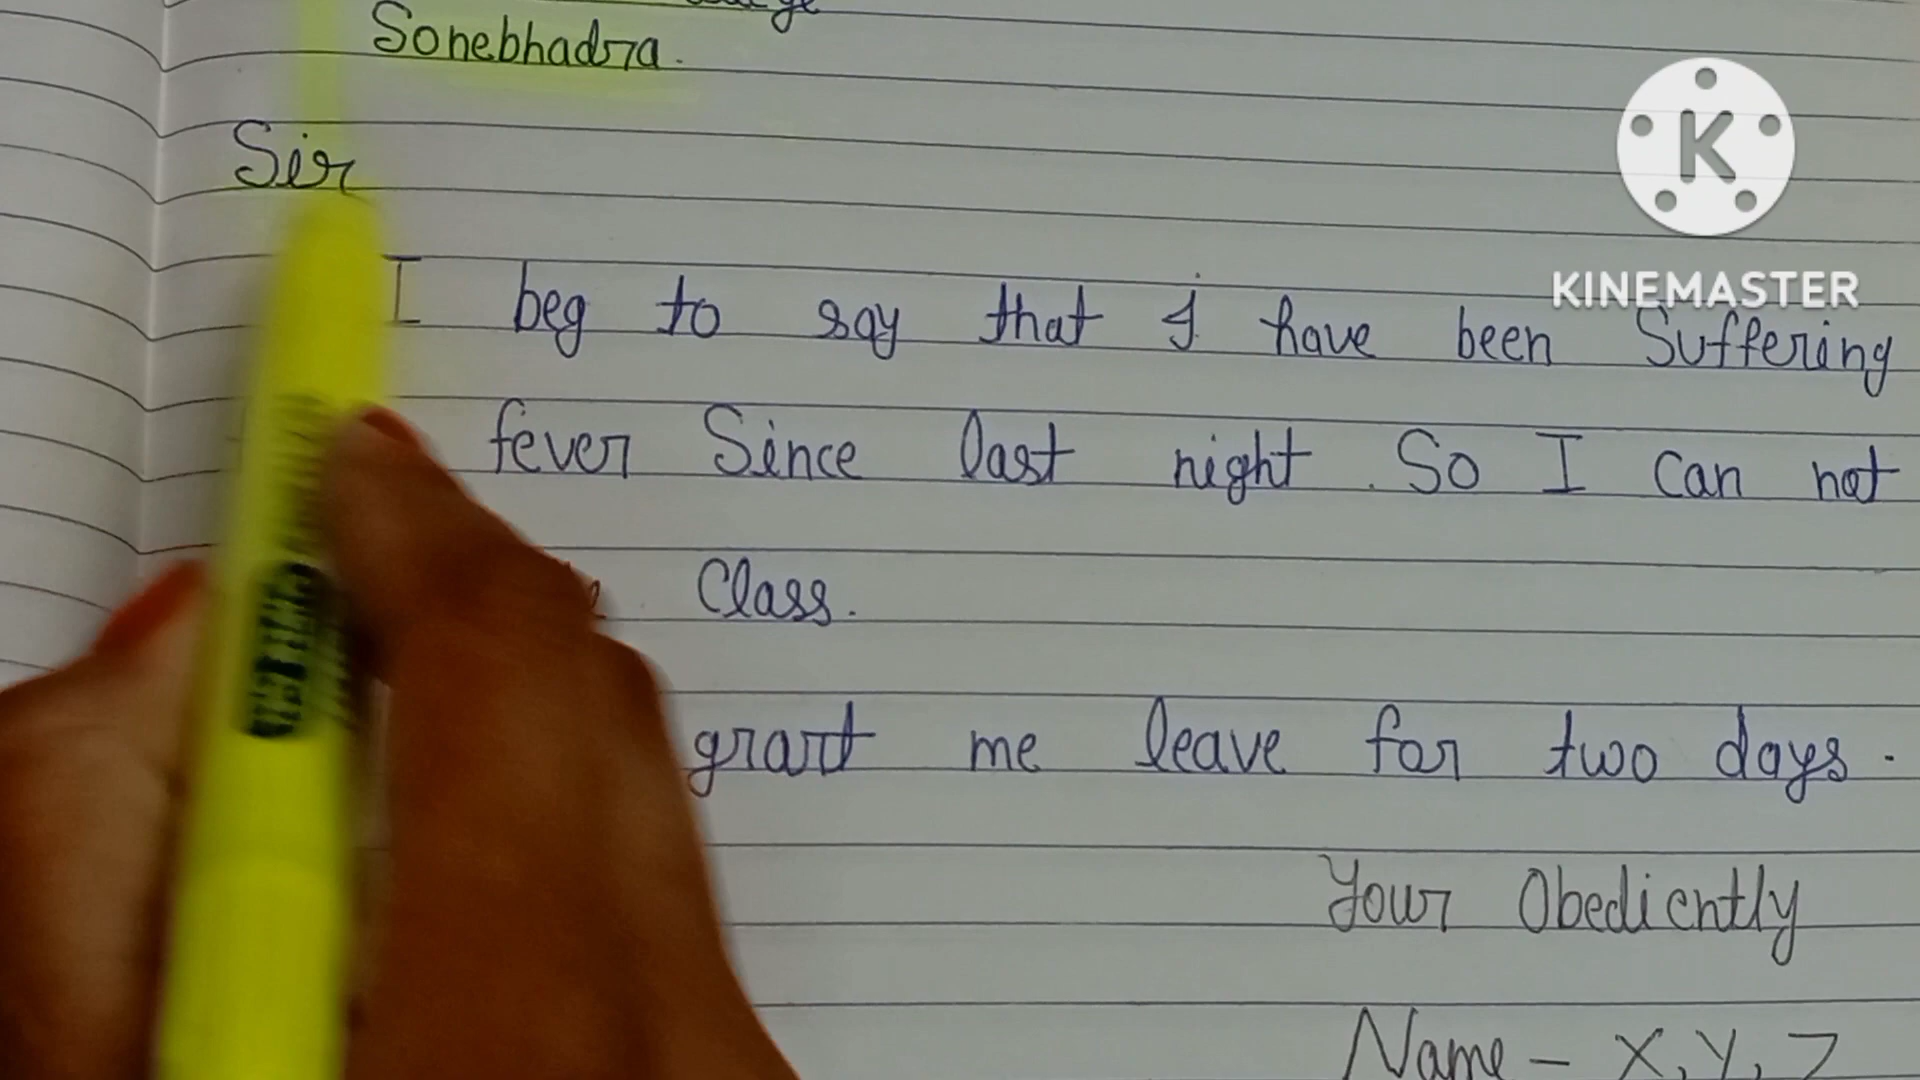 Sonebhadra.
Sir
K
KINEMASTER
I beg to say that I have been Suffering
fever Since last night. So I can not
Class.
grant me leave for two days.
Your Obediently
Name - X, Y, Z